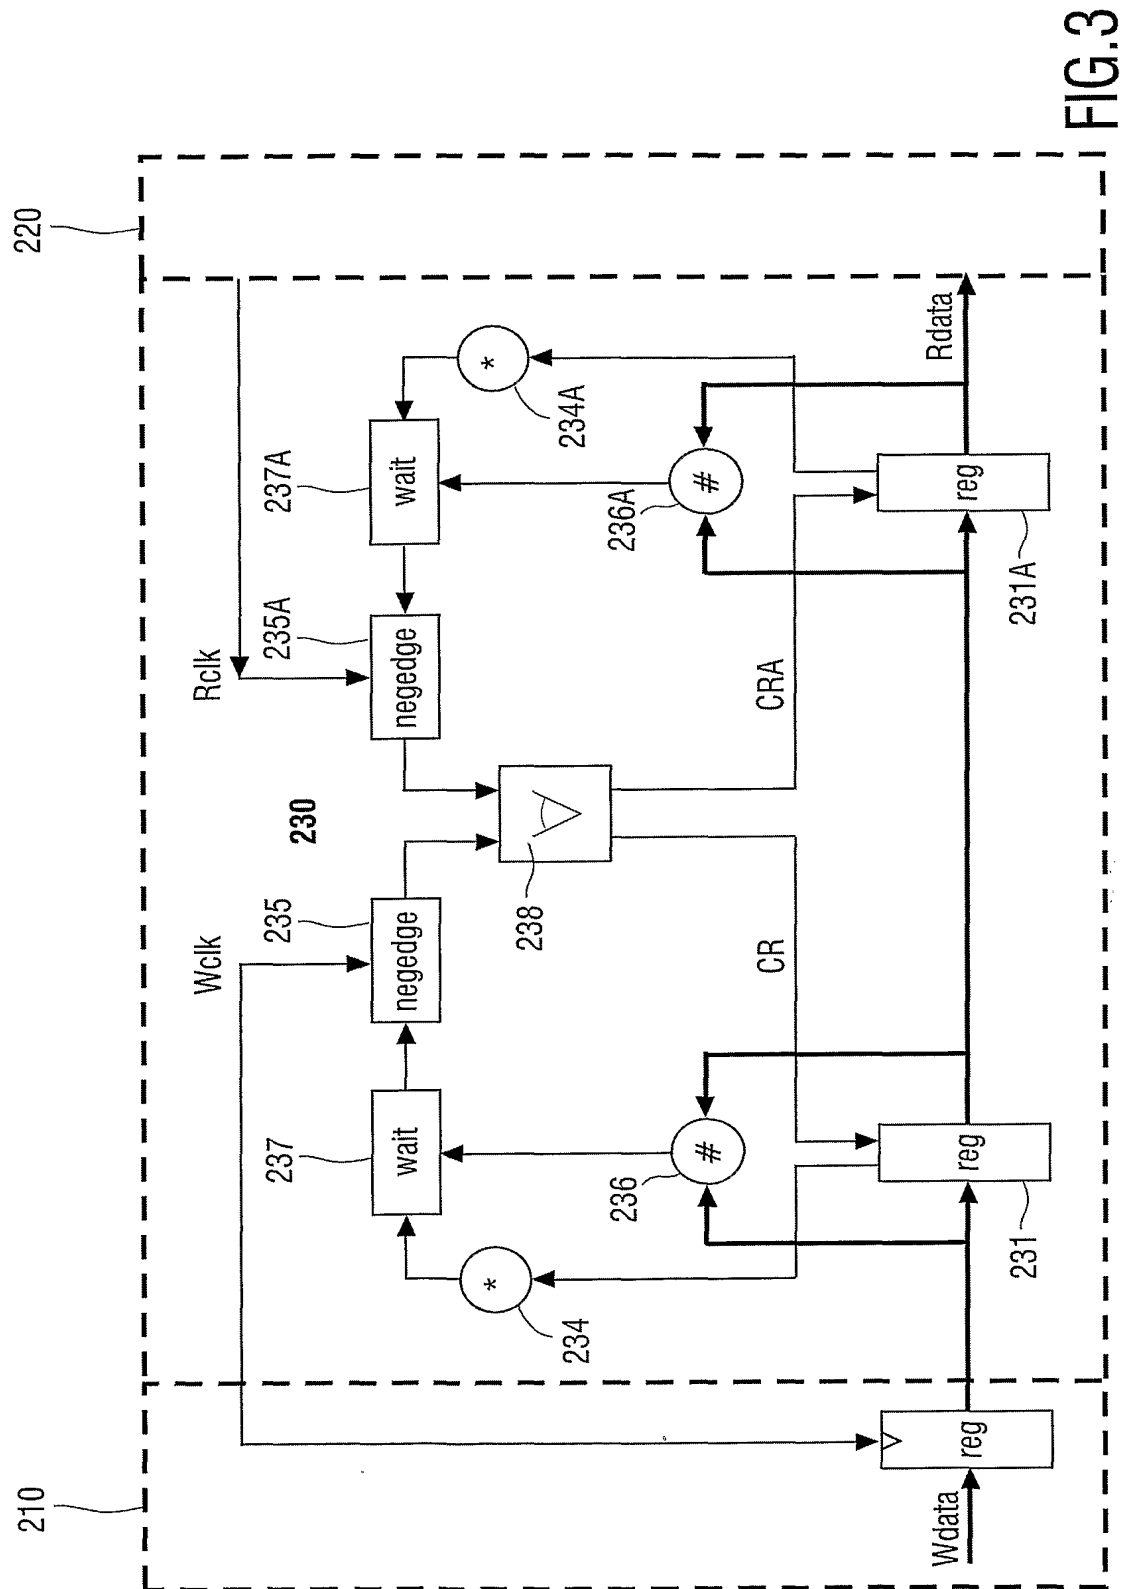 FIG.3
210
220
Wclk
Rclk
230
237
235
235A
237A
wait
negedge
negedge
wait
*
*
234
238
234A
236
#
236A
#
CR
CRA
Wdata
reg
reg
reg
Rdata
231
231A